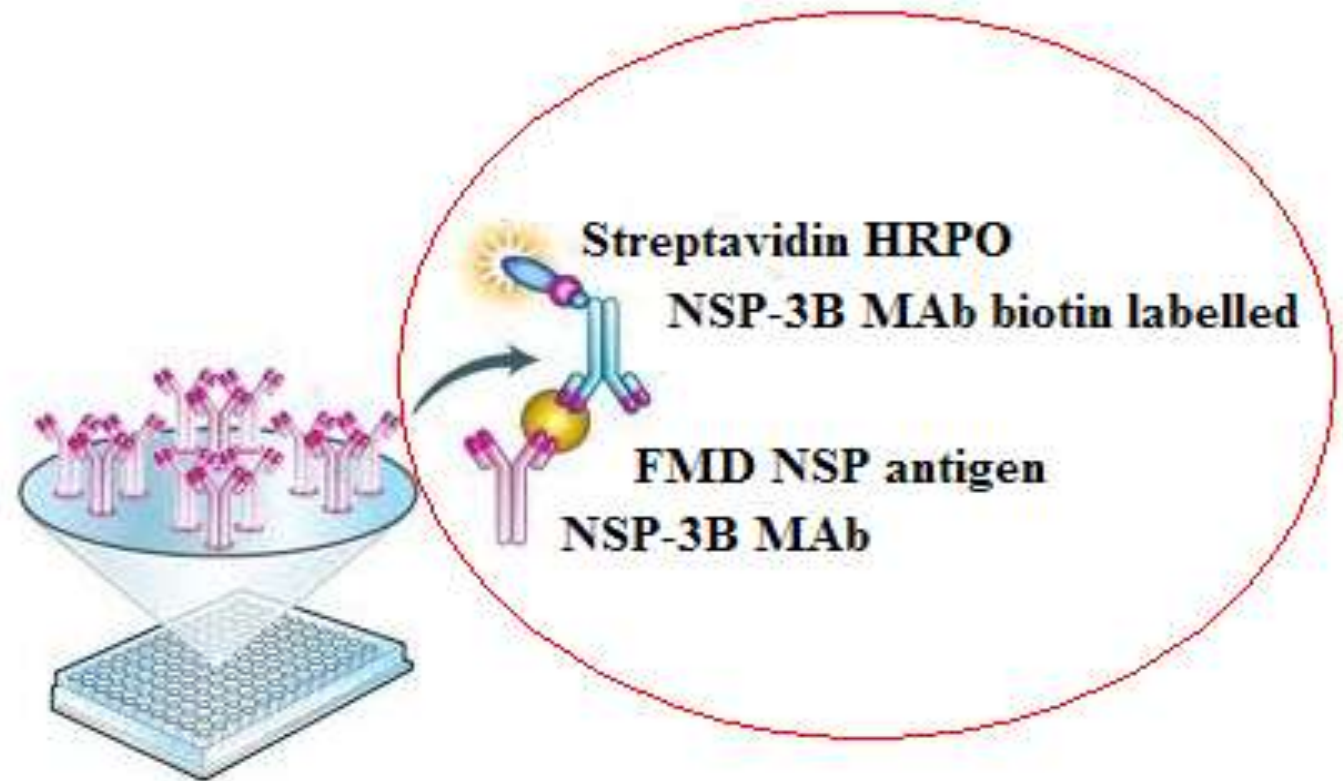 Streptavidin HRPO
NSP-3B MAb biotin labelled
FMD NSP antigen
NSP-3B MAb